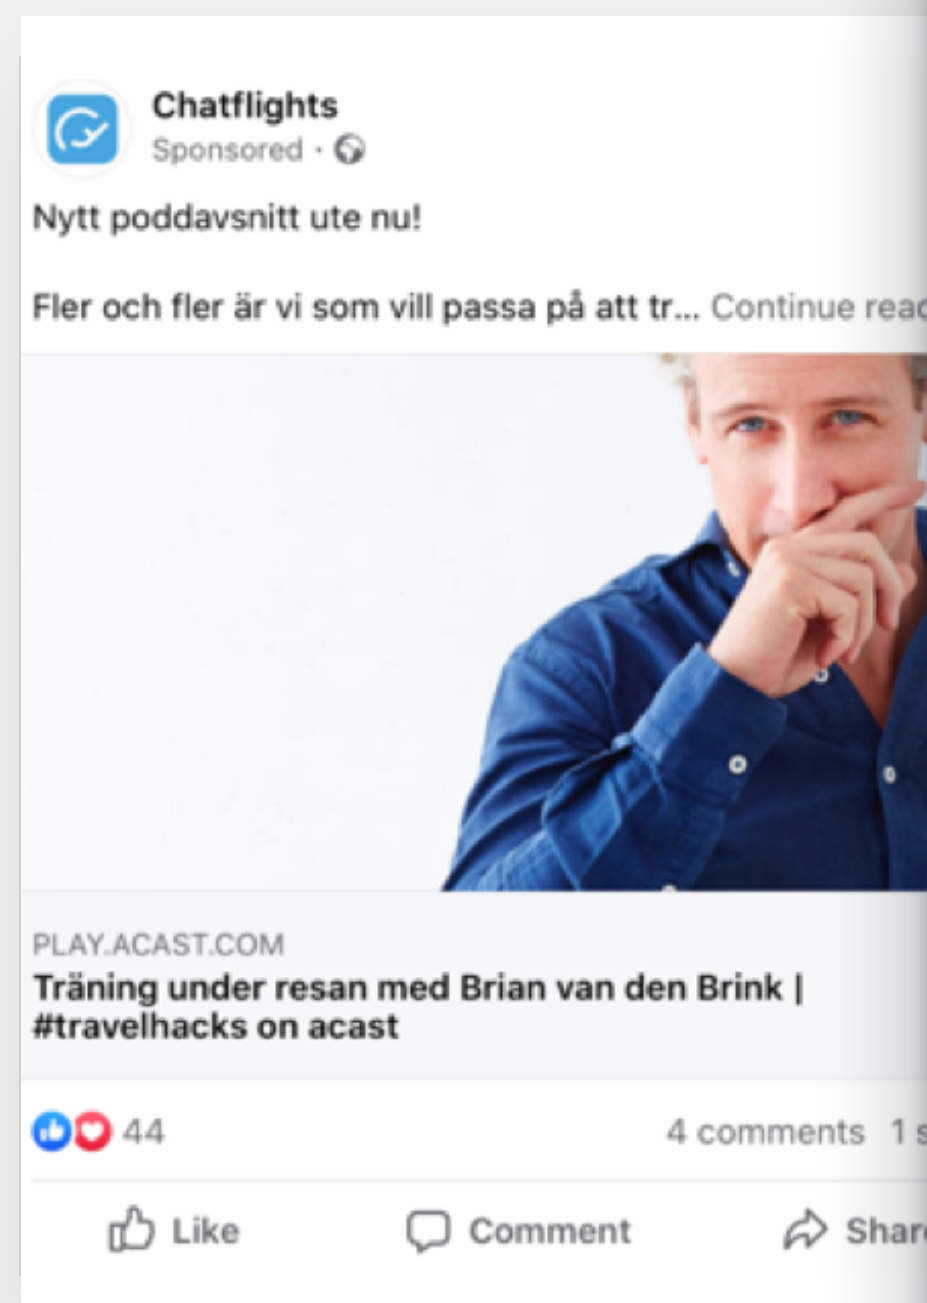 Chatflights
Sponsored ·
Nytt poddavsnitt ute nu!
Fler och fler är vi som vill passa på att tr... Continue
PLAY.ACAST.COM
Träning under resan med Brian van den Brink |
#travelhacks on acast
44
4 comments 1
Like
Comment